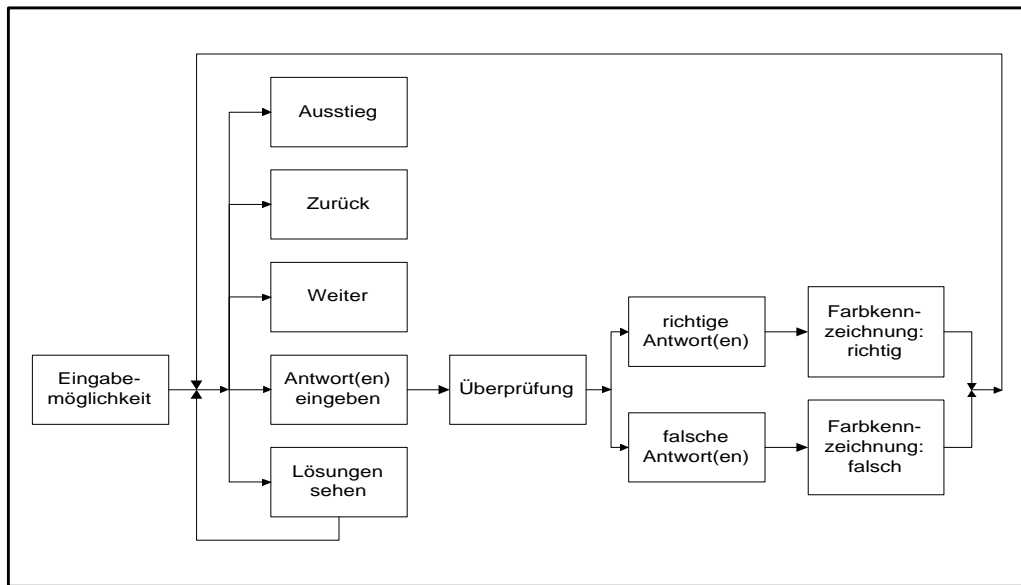 Ausstieg
Zurück
Weiter
Eingabe-
möglichkeit
Antwort(en)
eingeben
Überprüfung
richtige
Antwort(en)
Farbkenn-
zeichnung:
richtig
falsche
Antwort(en)
Farbkenn-
zeichnung:
falsch
Lösungen
sehen